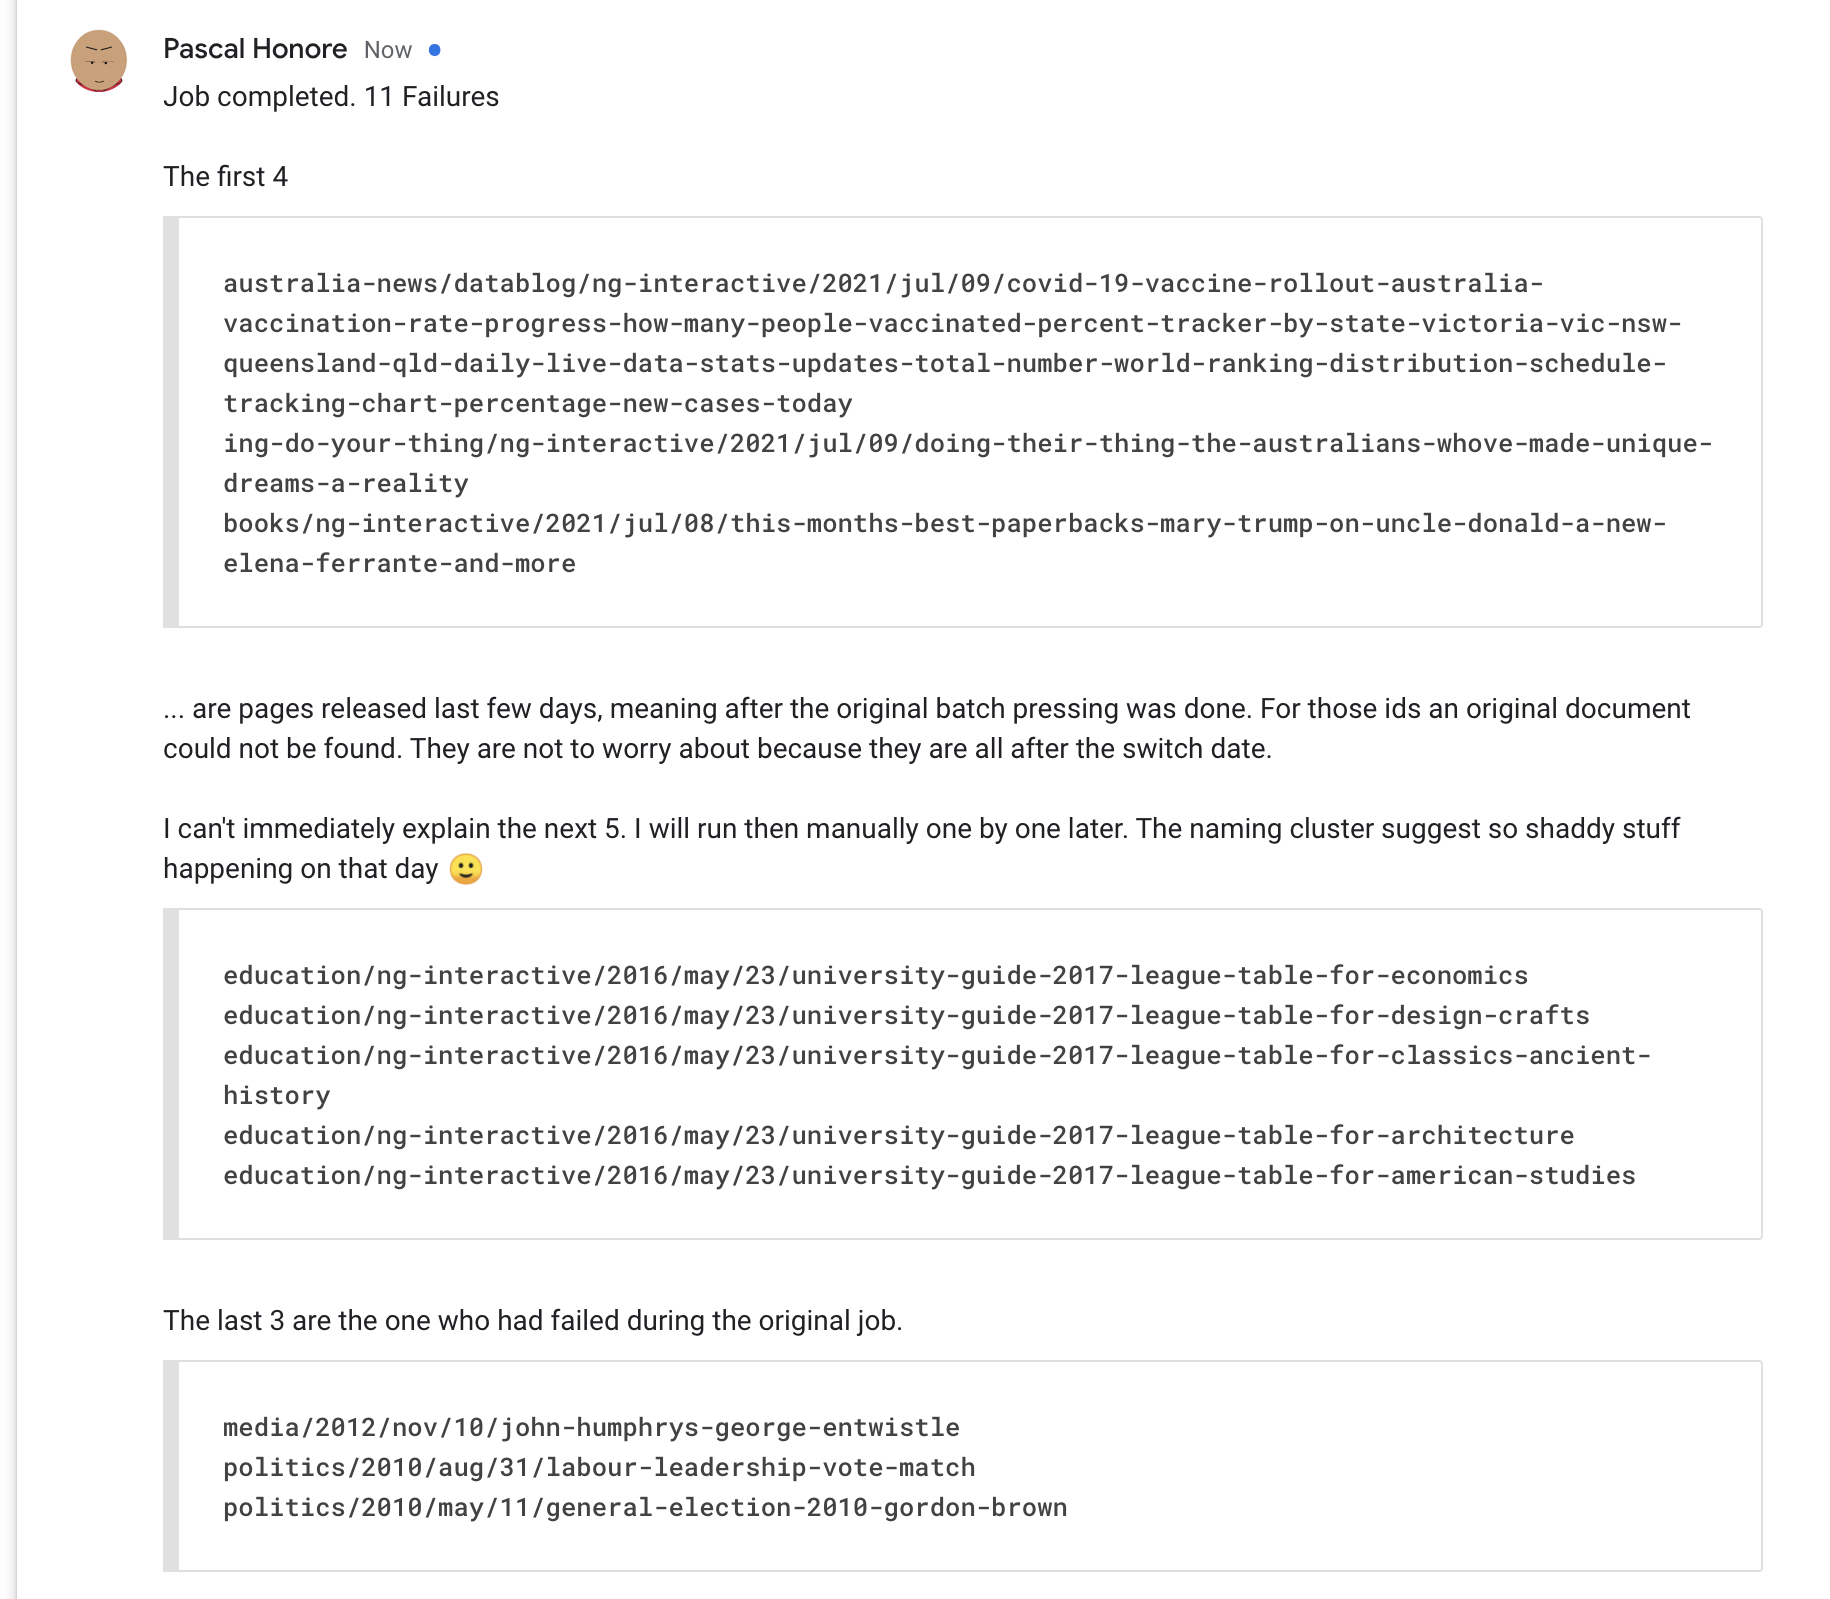 Pascal Honore Now
Job completed. 11 Failures
The first 4
australia-news/datablog/ng-interactive/2021/jul/09/covid-19-vaccine-rollout-australia-
vaccination-rate-progress-how-many-people-vaccinated-percent-tracker-by-state-victoria-vic-nsw-
queensland-qld-daily-live-data-stats-updates-total-number-world-ranking-distribution-schedule-
tracking-chart-percentage-new-cases-today
ing-do-your-thing/ng-interactive/2021/jul/09/doing-their-thing-the-australians-whove-made-unique-
dreams-a-reality
books/ng-interactive/2021/jul/08/this-months-best-paperbacks-mary-trump-on-uncle-donald-a-new-
elena-ferrante-and-more
... are pages released last few days, meaning after the original batch pressing was done. For those ids an original document
could not be found. They are not to worry about because they are all after the switch date.
I can't immediately explain the next 5. I will run then manually one by one later. The naming cluster suggest so shaddy stuff
happening on that day 🙂
education/ng-interactive/2016/may/23/university-guide-2017-league-table-for-economics
education/ng-interactive/2016/may/23/university-guide-2017-league-table-for-design-crafts
education/ng-interactive/2016/may/23/university-guide-2017-league-table-for-classics-ancient-
history
education/ng-interactive/2016/may/23/university-guide-2017-league-table-for-architecture
education/ng-interactive/2016/may/23/university-guide-2017-league-table-for-american-studies
The last 3 are the one who had failed during the original job.
media/2012/nov/10/john-humphrys-george-entwistle
politics/2010/aug/31/labour-leadership-vote-match
politics/2010/may/11/general-election-2010-gordon-brown